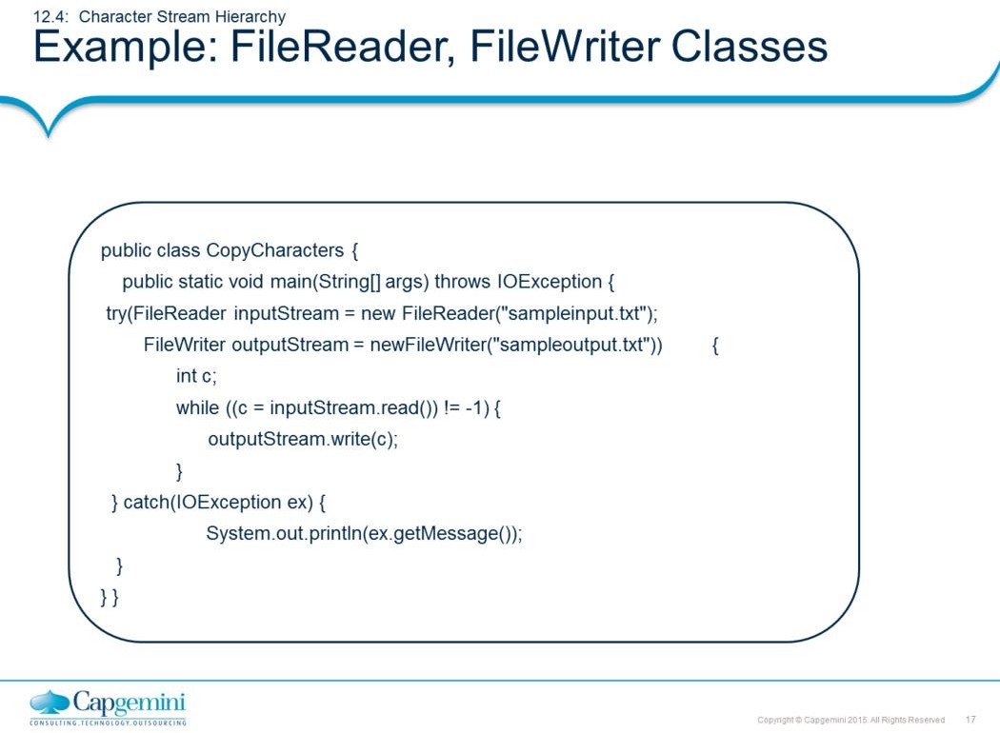 12.4: Character Stream Hierarchy
Example: FileReader, FileWriter Classes
public class CopyCharacters {
public static void main(String[] args) throws IOException {
try(FileReader inputStream = new FileReader("sampleinput.txt");
FileWriter outputStream = newFileWriter("sampleoutput.txt")) {
int c;
while ((c = inputStream.read()) != -1) {
outputStream.write(c);
}
} catch(IOException ex) {
System.out.println(ex.getMessage());
}
} }
Capgemini
CONSULTING.TECHNOLOGY.OUTSOURCING
Copyright © Capgemini 2015. All Rights Reserved 17